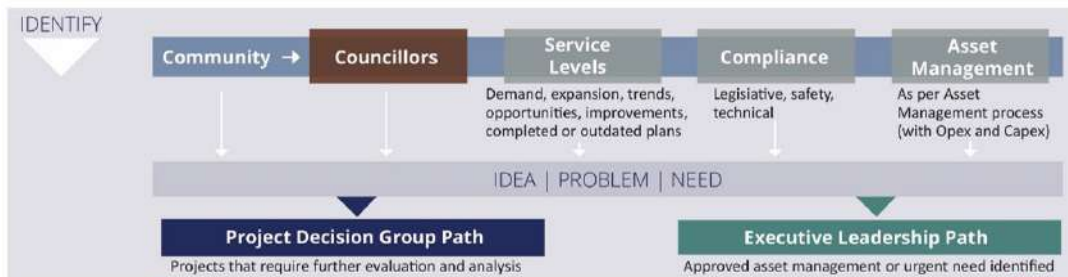 IDENTIFY
Community →
Councillors
Service
Levels
Compliance
Asset
Management
Demand, expansion, trends,
opportunities, improvements,
completed or outdated plans
Legislative, safety,
technical
As per Asset
Management process
(with Opex and Capex)
IDEA | PROBLEM | NEED
Project Decision Group Path
Executive Leadership Path
Projects that require further evaluation and analysis
Approved asset management or urgent need identified